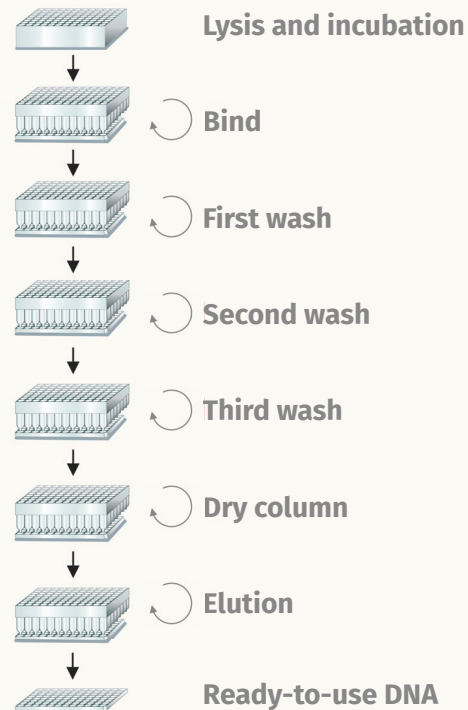 Lysis and incubation
Bind
First wash
Second wash
Third wash
Dry column
Elution
Ready-to-use DNA